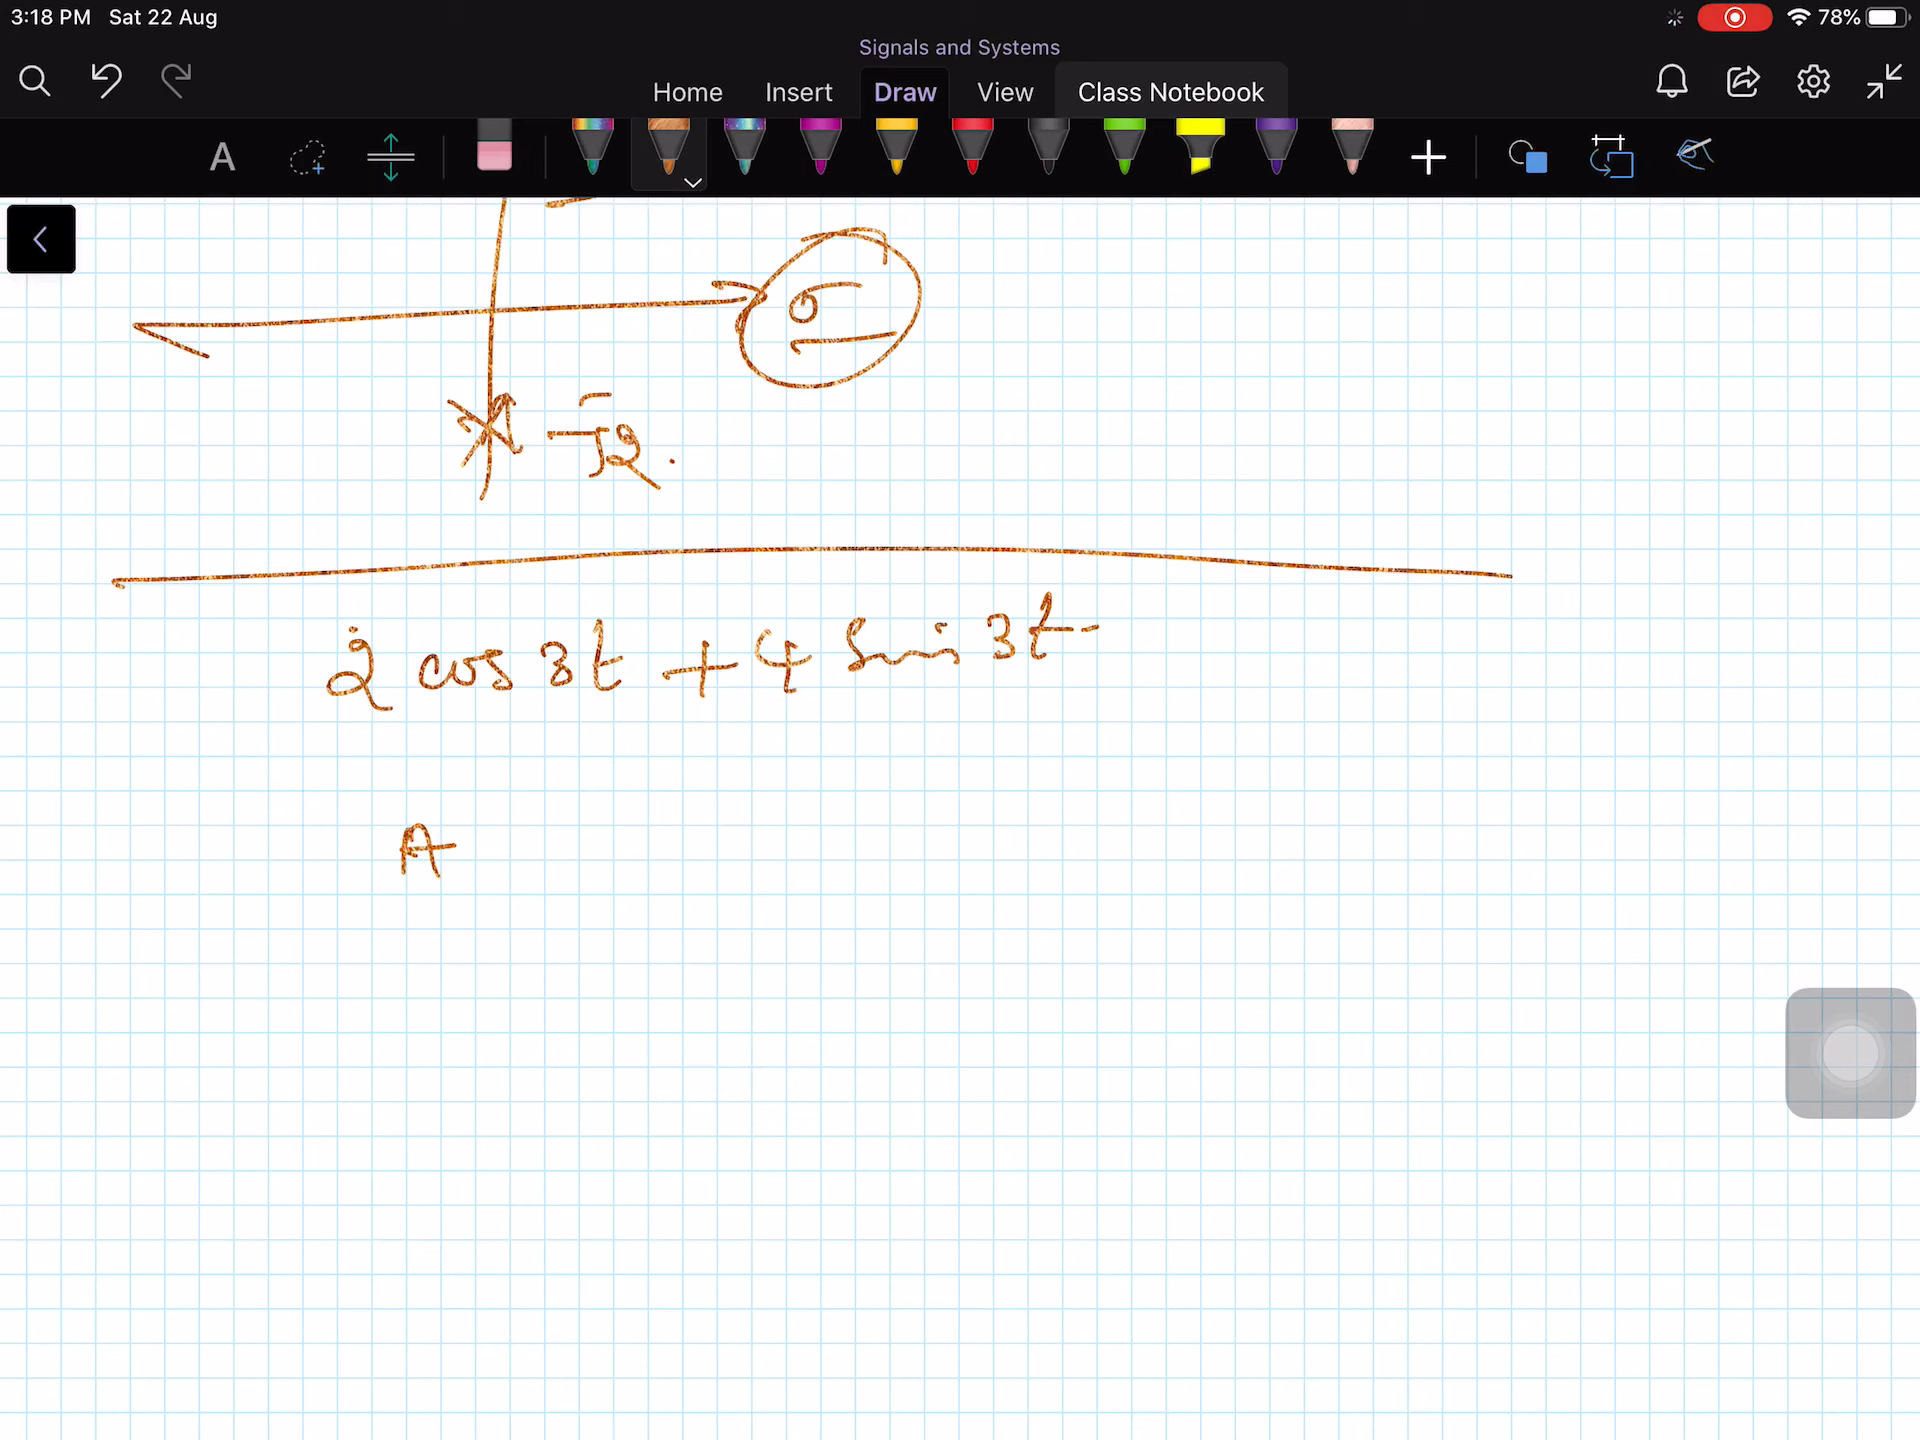 3:18 PM Sat 22 Aug 78%
Signals and Systems
Home Insert Draw View Class Notebook
A
σ
-j2.
2 cos 3t + 4 Sin 3t
A